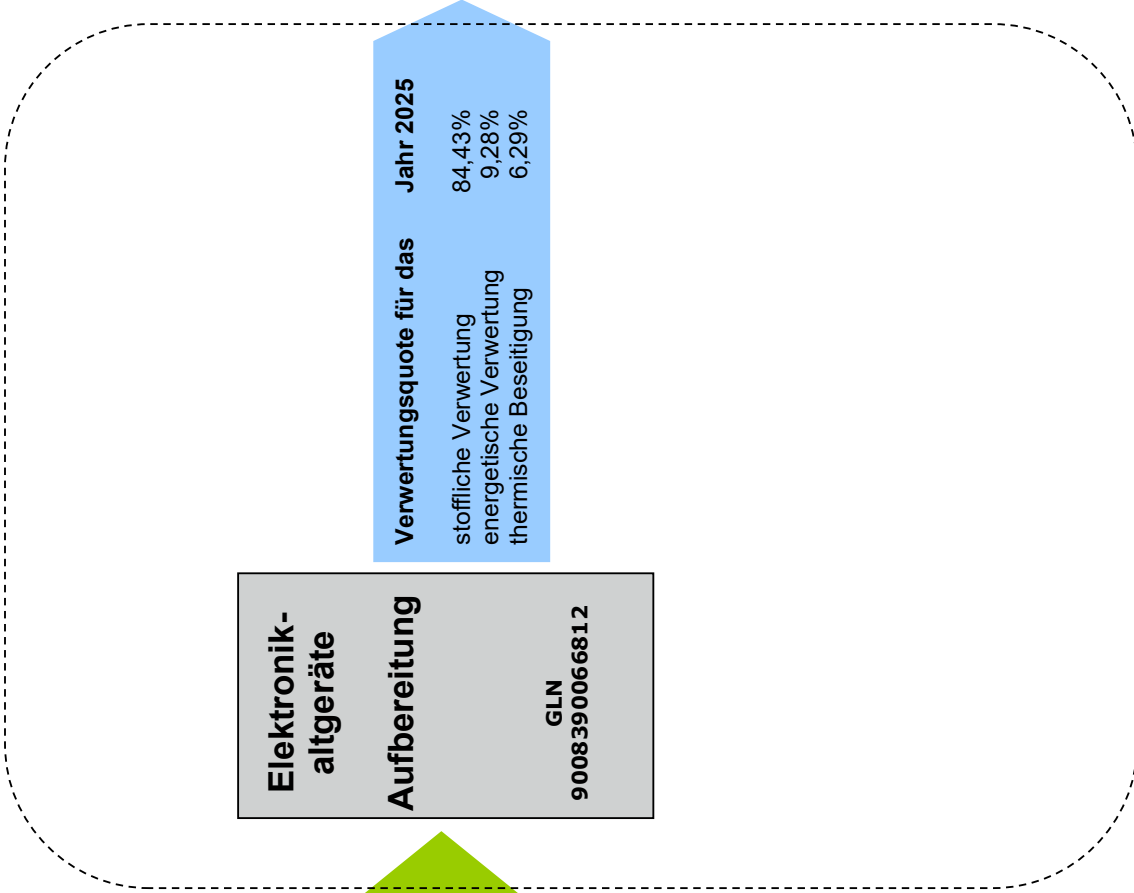 Elektronik-
altgeräte
Aufbereitung
GLN
9008390066812
Verwertungsquote für das Jahr 2025
stoffliche Verwertung 84,43%
energetische Verwertung 9,28%
thermische Beseitigung 6,29%